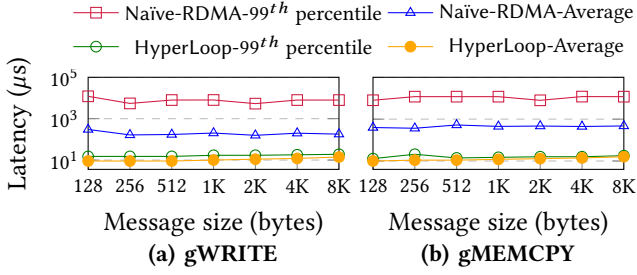 Naïve-RDMA-99th percentile Naïve-RDMA-Average
HyperLoop-99th percentile HyperLoop-Average
Latency (μs)
10^5
10^3
10^1
128 256 512 1K 2K 4K 8K
128 256 512 1K 2K 4K 8K
Message size (bytes) Message size (bytes)
(a) gWRITE (b) gMEMCPY